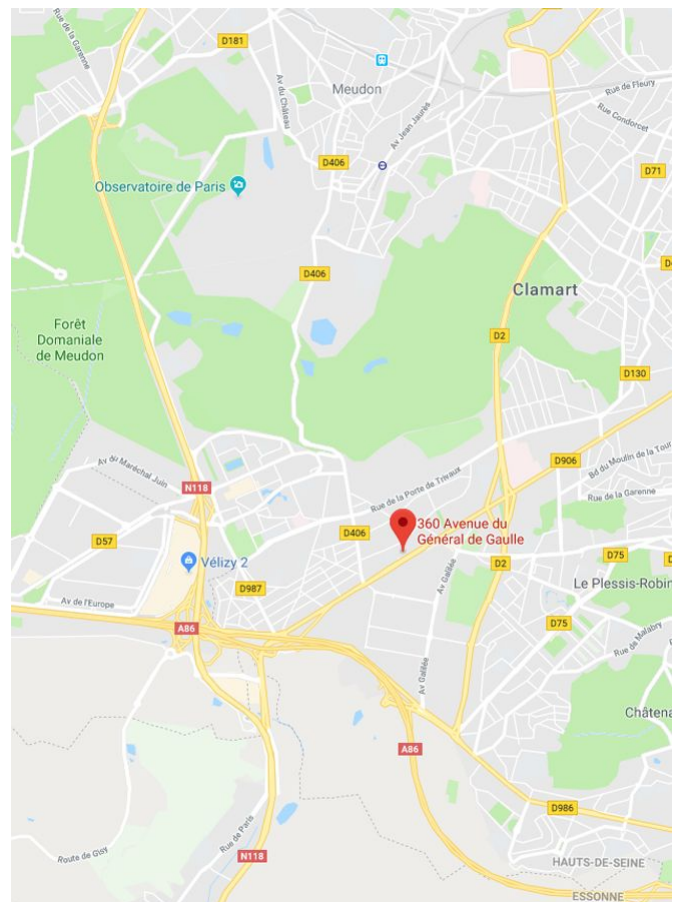 Rue de la Garenne
D181
Av du Château
Meudon
Rue de Fleury
Rue Condorcet
Av Jean Jaurès
D406
D71
Observatoire de Paris
D406
Clamart
Forêt
Domaniale
de Meudon
D2
D130
D906
Bd du Moulin de la Tour
Av du Maréchal Juin
N118
Rue de la Porte de Trivaux
Rue de la Garenne
360 Avenue du
Général de Gaulle
D406
D57
Vélizy 2
D75
D2
Le Plessis-Robin
D987
Av Galilée
Av de l'Europe
A86
D75
Rue de Malabry
Av Galilée
Châtena
A86
D986
Rue de Paris
Route de Gisy
N118
HAUTS-DE-SEINE
ESSONNE